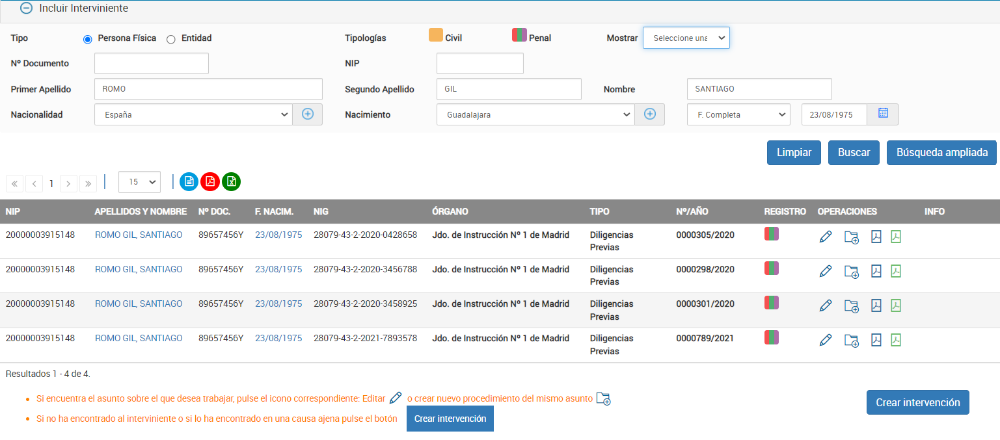 Incluir Interviniente
Tipo Persona Física Entidad Tipologías Civil Penal Mostrar Seleccione una
Nº Documento NIP
Primer Apellido ROMO Segundo Apellido GIL Nombre SANTIAGO
Nacionalidad España Nacimiento Guadalajara F. Completa 23/08/1975
Limpiar Buscar Búsqueda ampliada
« < 1 > » 15
NIP APELLIDOS Y NOMBRE Nº DOC. F. NACIM. NIG ÓRGANO TIPO Nº/AÑO REGISTRO OPERACIONES INFO
20000003915148 ROMO GIL, SANTIAGO 89657456Y 23/08/1975 28079-43-2-2020-0428658 Jdo. de Instrucción Nº 1 de Madrid Diligencias 0000305/2020
Previas
20000003915148 ROMO GIL, SANTIAGO 89657456Y 23/08/1975 28079-43-2-2020-3456788 Jdo. de Instrucción Nº 1 de Madrid Diligencias 0000298/2020
Previas
20000003915148 ROMO GIL, SANTIAGO 89657456Y 23/08/1975 28079-43-2-2020-3458925 Jdo. de Instrucción Nº 1 de Madrid Diligencias 0000301/2020
Previas
20000003915148 ROMO GIL, SANTIAGO 89657456Y 23/08/1975 28079-43-2-2021-7893578 Jdo. de Instrucción Nº 1 de Madrid Diligencias 0000789/2021
Previas
Resultados 1 - 4 de 4.
• Si encuentra el asunto sobre el que desea trabajar, pulse el icono correspondiente: Editar o crear nuevo procedimiento del mismo asunto
Crear intervención
• Si no ha encontrado al interviniente o si lo ha encontrado en una causa ajena pulse el botón Crear intervención